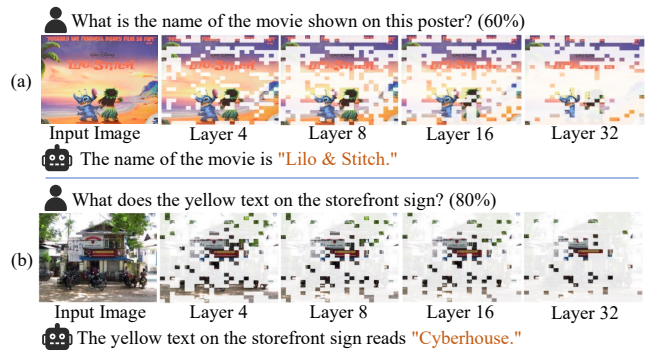 What is the name of the movie shown on this poster? (60%)
(a)
Input Image
Layer 4
Layer 8
Layer 16
Layer 32
The name of the movie is "Lilo & Stitch."
What does the yellow text on the storefront sign? (80%)
(b)
Input Image
Layer 4
Layer 8
Layer 16
Layer 32
The yellow text on the storefront sign reads "Cyberhouse."